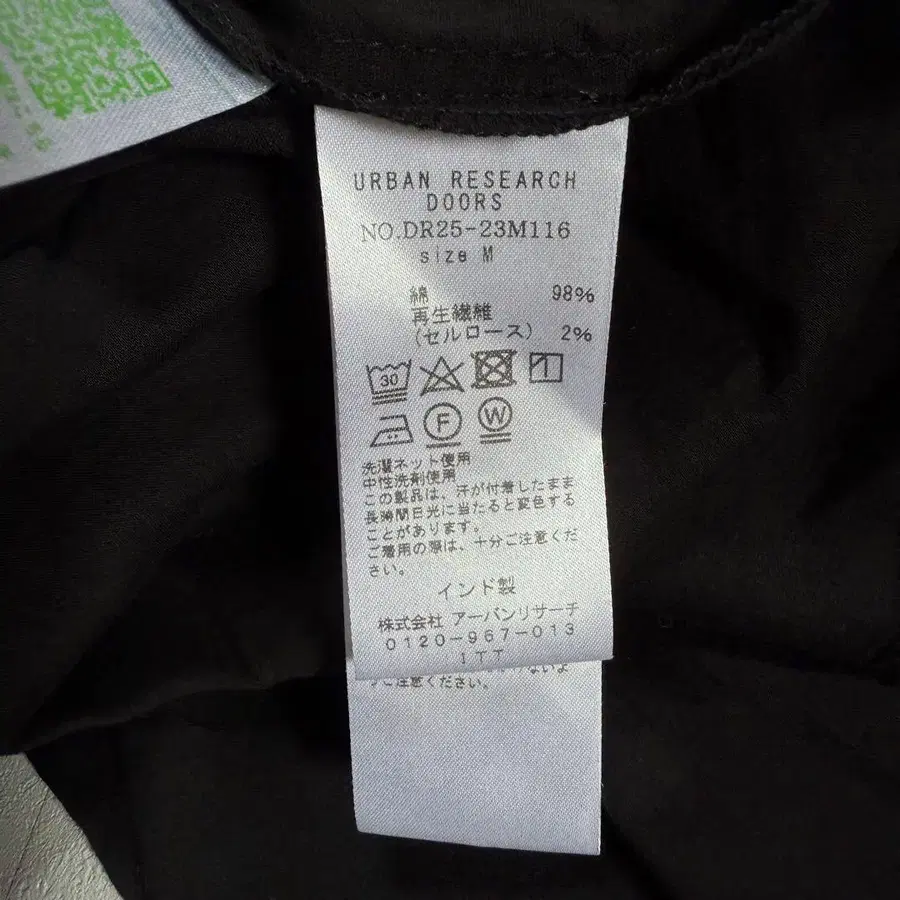 URBAN RESEARCH
DOORS
NO.DR25-23M116
size M
綿 98%
再生繊維
(セルロース) 2%
30
1
F
W
洗濯ネット使用
中性洗剤使用
この製品は、汗が付着したまま
長時間日光に当たると変色する
ことがあります。
ご着用の際は、十分ご注意くだ
さい。
インド製
株式会社 アーバンリサーチ
0120-967-013
ITT
ないよ
ご注意ください。